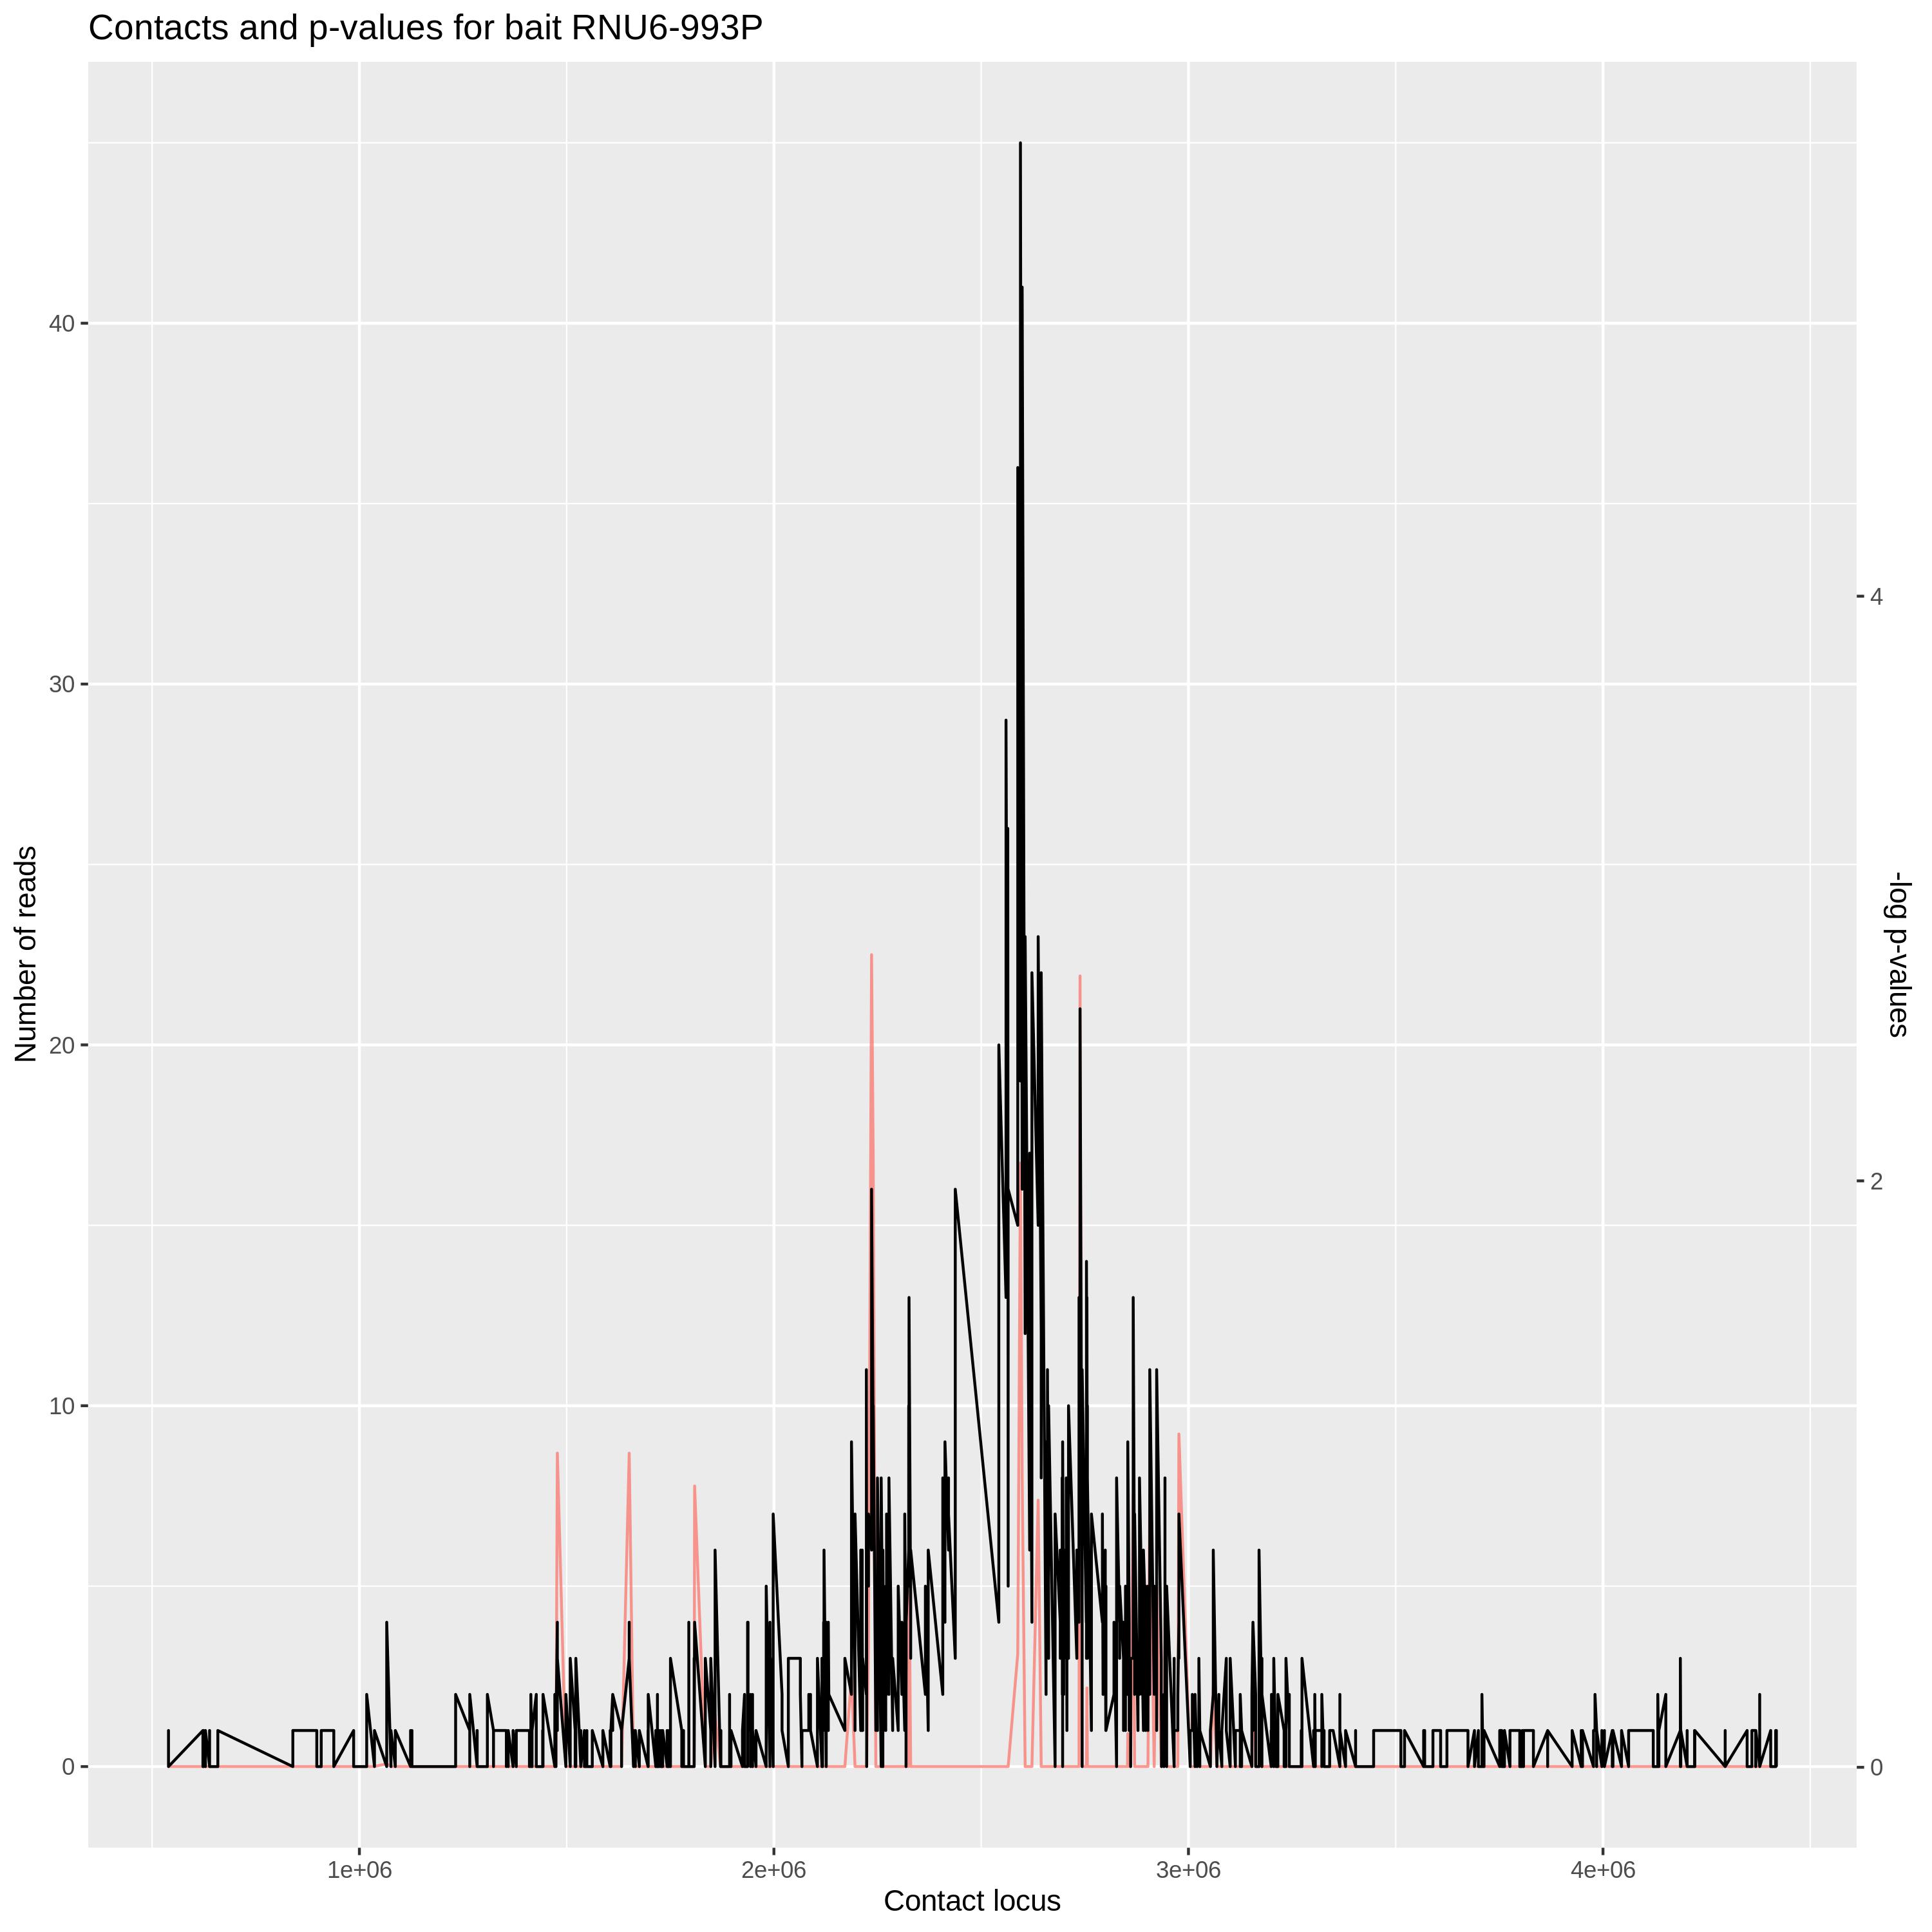 Contacts and p-values for bait RNU6-993P
Number of reads
40
30
20
10
0
4
2
0
-log p-values
1e+06
2e+06
3e+06
4e+06
Contact locus